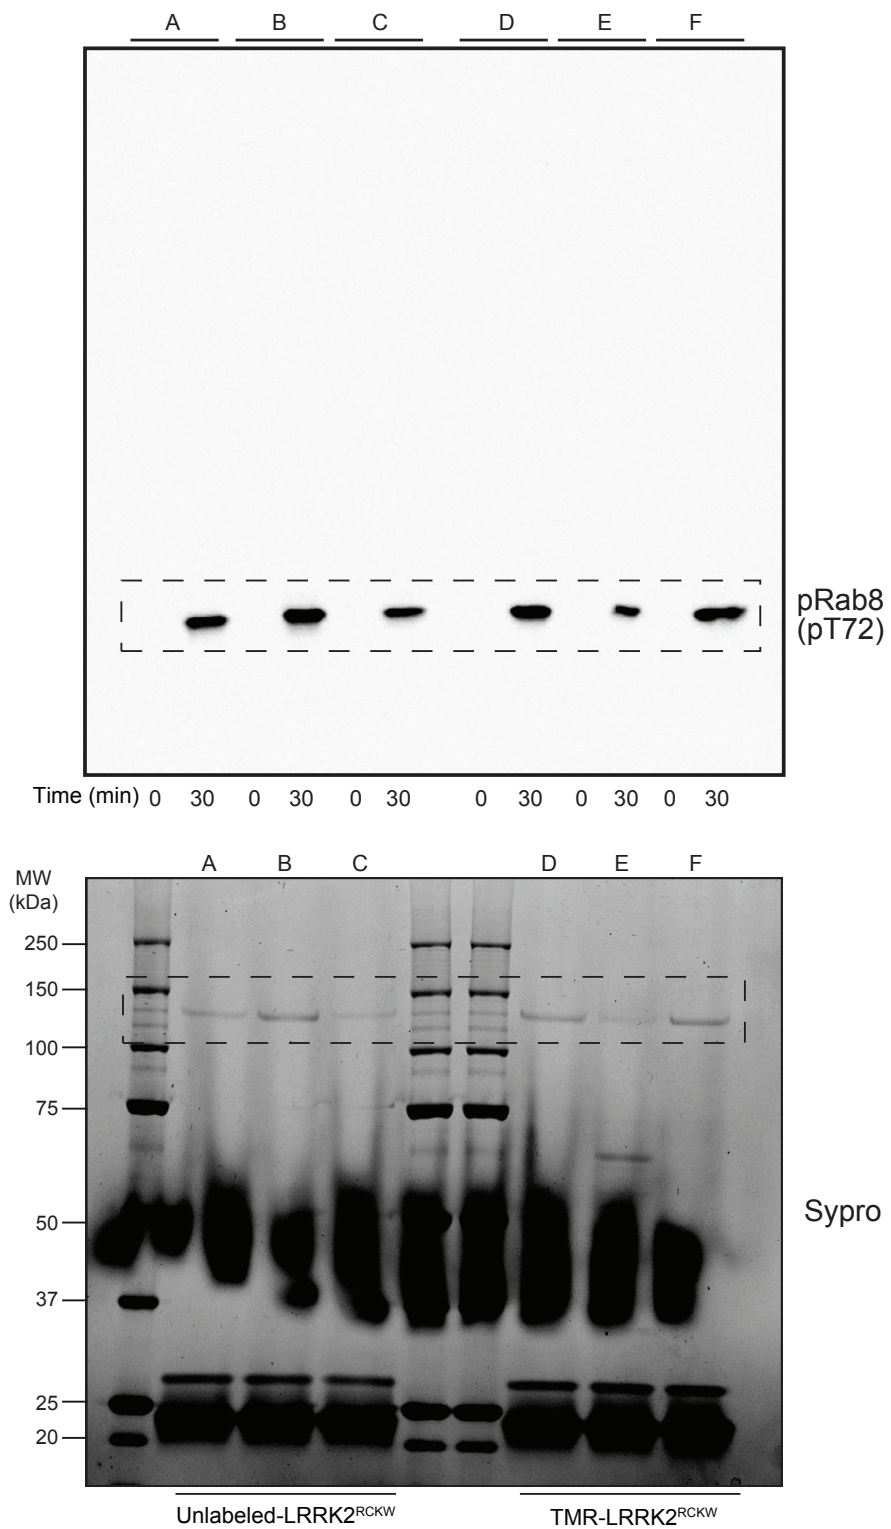 A B C D E F
pRab8
(pT72)
Time (min) 0 30 0 30 0 30 0 30 0 30 0 30
A B C D E F
MW
(kDa)
250
150
100
75
50
Sypro
37
25
20
Unlabeled-LRRK2RCKW TMR-LRRK2RCKW